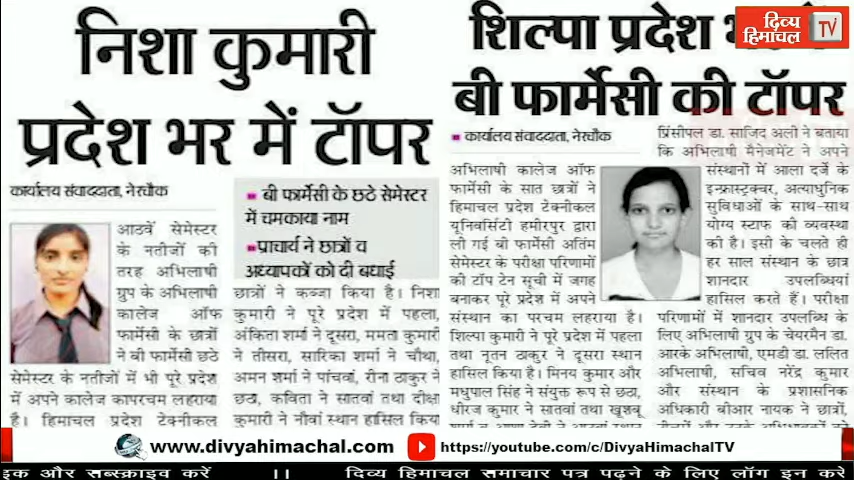 निशा कुमारी
प्रदेश भर में टॉपर
कार्यालय संवाददाता, नेरचौक
आठवें सेमेस्टर
के नतीजों की
तरह अभिलाषी
ग्रुप के अभिलाषी
कालेज ऑफ
फार्मेसी के छात्रों
ने बी फार्मेसी छठे
सेमेस्टर के नतीजों में भी पूरे प्रदेश
में अपने कालेज कापरचम लहराया
है। हिमाचल प्रदेश टेक्नीकल
बी फार्मेसी के छठे सेमेस्टर
में चमकाया नाम
प्राचार्य ने छात्रों व
अध्यापकों को दी बधाई
छात्रों ने कब्जा किया है। निशा
कुमारी ने पूरे प्रदेश में पहला,
अंकिता शर्मा ने दूसरा, ममता कुमारी
ने तीसरा, सारिका शर्मा ने चौथा,
अमन शर्मा ने पांचवां, रीना ठाकुर ने
छठा, कविता ने सातवां तथा दीक्षा
कुमारी ने नौवां स्थान हासिल किया
शिल्पा प्रदेश
बी फार्मेसी की टॉपर
कार्यालय संवाददाता, नेरचौक
अभिलाषी कालेज ऑफ
फार्मेसी के सात छात्रों ने
हिमाचल प्रदेश टेक्नीकल
यूनिवर्सिटी हमीरपुर द्वारा
ली गई बी फार्मेसी अतिंम
सेमेस्टर के परीक्षा परिणामों
की टॉप टेन सूची में जगह
बनाकर पूरे प्रदेश में अपने
संस्थान का परचम लहराया है।
शिल्पा कुमारी ने पूरे प्रदेश में पहला
तथा नूतन ठाकुर ने दूसरा स्थान
हासिल किया है। मिनय कुमार और
मधुपाल सिंह ने संयुक्त रूप से छठा,
धीरज कुमार ने सातवां तथा खुशबू
प्रिंसीपल डा. साजिद अली ने बताया
कि अभिलाषी मैनेजमेंट ने अपने
संस्थानों में आला दर्जे के
इन्फ्रास्ट्रक्चर, अत्याधुनिक
सुविधाओं के साथ-साथ
योग्य स्टाफ की व्यवस्था
की है। इसी के चलते ही
हर साल संस्थान के छात्र
शानदार उपलब्धियां
हासिल करते हैं। परीक्षा
परिणामों में शानदार उपलब्धि के
लिए अभिलाषी ग्रुप के चेयरमैन डा.
आरके अभिलाषी, एमडी डा. ललित
अभिलाषी, सचिव नरेंद्र कुमार
और संस्थान के प्रशासनिक
अधिकारी बीआर नायक ने छात्रों,
दिव्य
हिमाचल TV
www.divyahimachal.com
https://youtube.com/c/DivyaHimachalTV
इक और सब्स्क्राइव करें ।। दिव्य हिमाचल समाचार पत्र पढ़ने के लिए लॉग इन करें